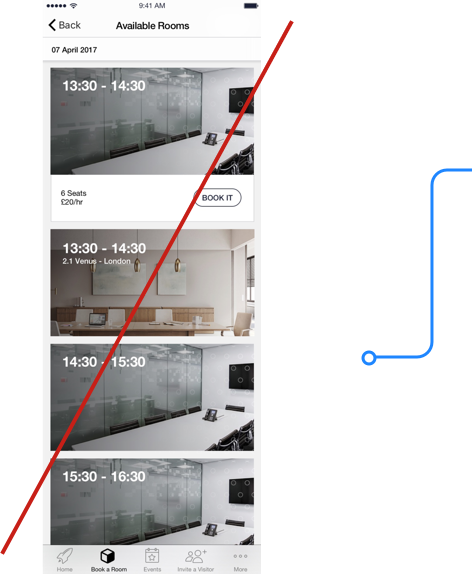 9:41 AM
Back
Available Rooms
07 April 2017
13:30 - 14:30
6 Seats
£20/hr
BOOK IT
13:30 - 14:30
2.1 Venus - London
14:30 - 15:30
15:30 - 16:30
Home
Book a Room
Events
Invite a Visitor
More